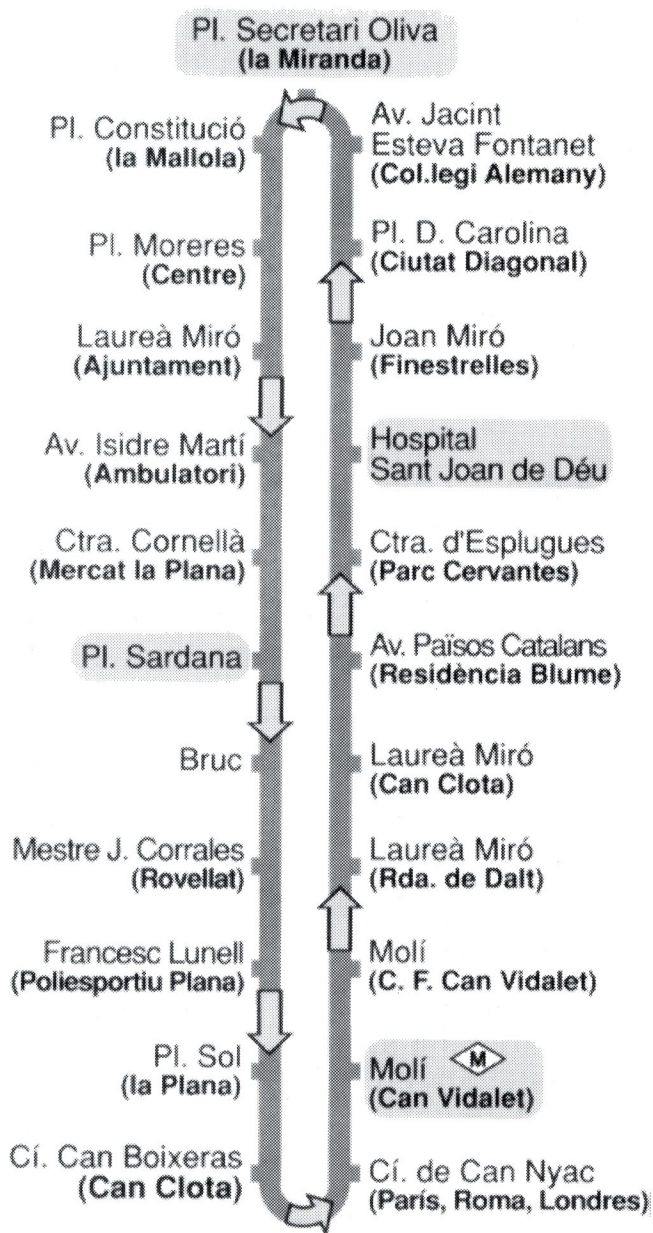 Pl. Secretari Oliva
(la Miranda)
Pl. Constitució
(la Mallola)
Pl. Moreres
(Centre)
Laureà Miró
(Ajuntament)
Av. Isidre Martí
(Ambulatori)
Ctra. Cornellà
(Mercat la Plana)
Pl. Sardana
Bruc
Mestre J. Corrales
(Rovellat)
Francesc Lunell
(Poliesportiu Plana)
Pl. Sol
(la Plana)
Cí. Can Boixeras
(Can Clota)
Av. Jacint
Esteva Fontanet
(Col.legi Alemany)
Pl. D. Carolina
(Ciutat Diagonal)
Joan Miró
(Finestrelles)
Hospital
Sant Joan de Déu
Ctra. d'Esplugues
(Parc Cervantes)
Av. Països Catalans
(Residència Blume)
Laureà Miró
(Can Clota)
Laureà Miró
(Rda. de Dalt)
Molí
(C. F. Can Vidalet)
Molí M
(Can Vidalet)
Cí. de Can Nyac
(París, Roma, Londres)